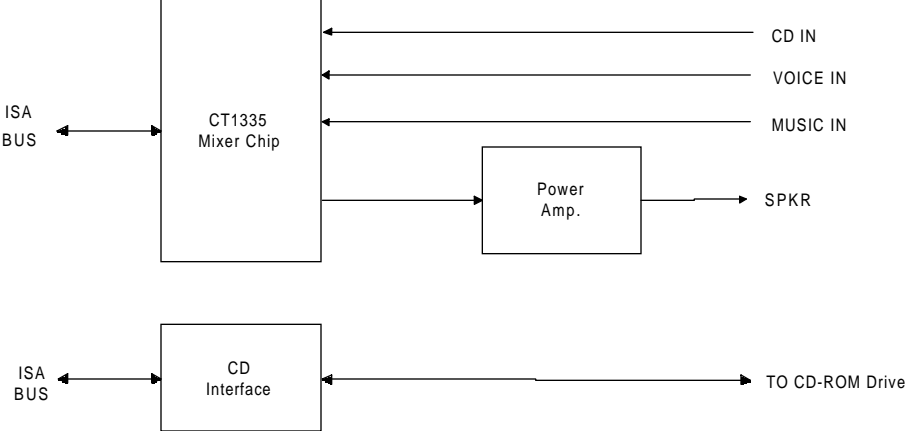 CD IN
VOICE IN
ISA
BUS
CT1335
Mixer Chip
MUSIC IN
Power
Amp.
SPKR
ISA
BUS
CD
Interface
TO CD-ROM Drive